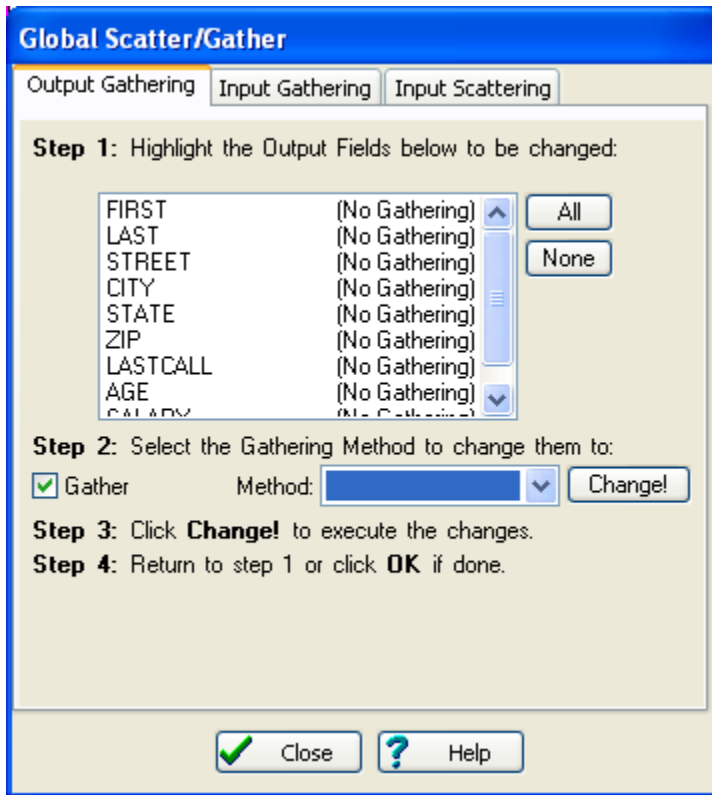 Global Scatter/Gather
Output Gathering Input Gathering Input Scattering
Step 1: Highlight the Output Fields below to be changed:
FIRST (No Gathering) All
LAST (No Gathering)
STREET (No Gathering) None
CITY (No Gathering)
STATE (No Gathering)
ZIP (No Gathering)
LASTCALL (No Gathering)
AGE (No Gathering)
SALARY (No Gathering)
Step 2: Select the Gathering Method to change them to:
Gather Method: Change!
Step 3: Click Change! to execute the changes.
Step 4: Return to step 1 or click OK if done.
Close ? Help